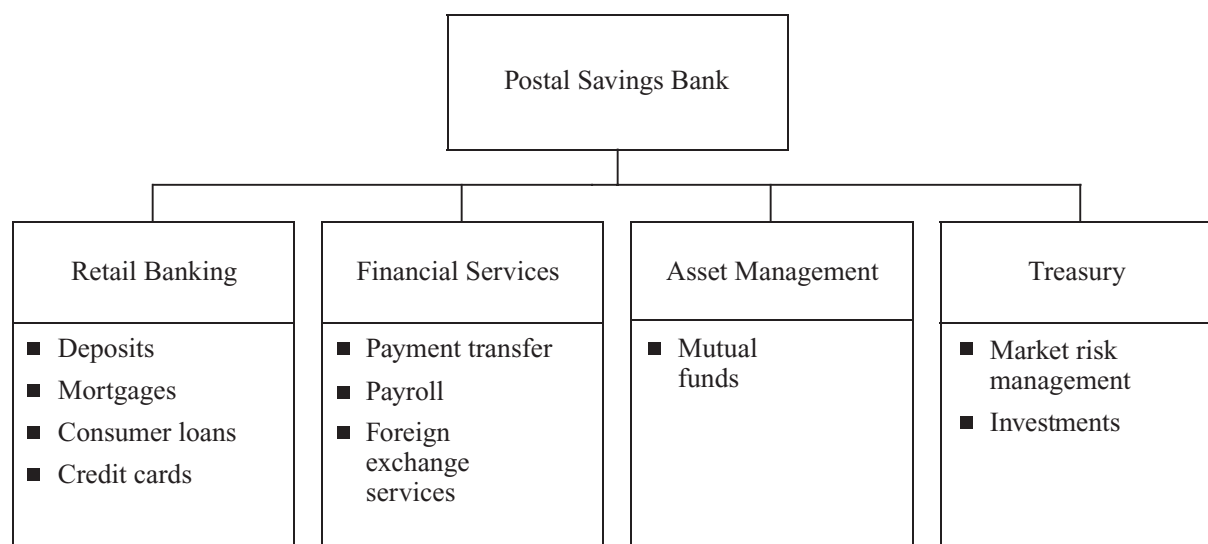 Postal Savings Bank
Retail Banking
Deposits
Mortgages
Consumer loans
Credit cards
Financial Services
Payment transfer
Payroll
Foreign
exchange
services
Asset Management
Mutual
funds
Treasury
Market risk
management
Investments